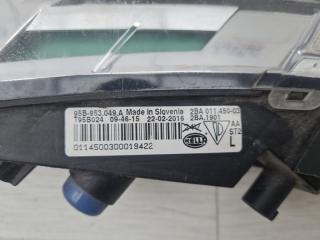 95B-953.049.A Made in Slovenia 2BA 011.450-03
T95B024 09-46-15 22-02-2016 2BA.1901
HELLA AA
ST2
0114500300019422 L